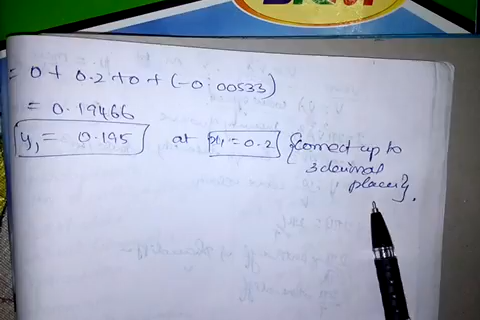 = 0 + 0.2 + 0 + (-0.00533)
= 0.19466
y₁ = 0.195 at x₁ = 0.2 {correct up to
3 decimal
places}.